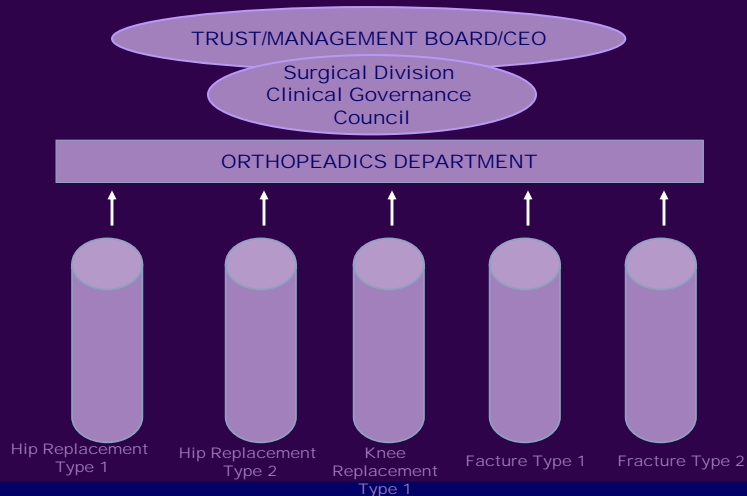 TRUST/MANAGEMENT BOARD/CEO
Surgical Division
Clinical Governance
Council
ORTHOPEADICS DEPARTMENT
Hip Replacement
Type 1
Hip Replacement
Type 2
Knee
Replacement
Type 1
Facture Type 1
Fracture Type 2